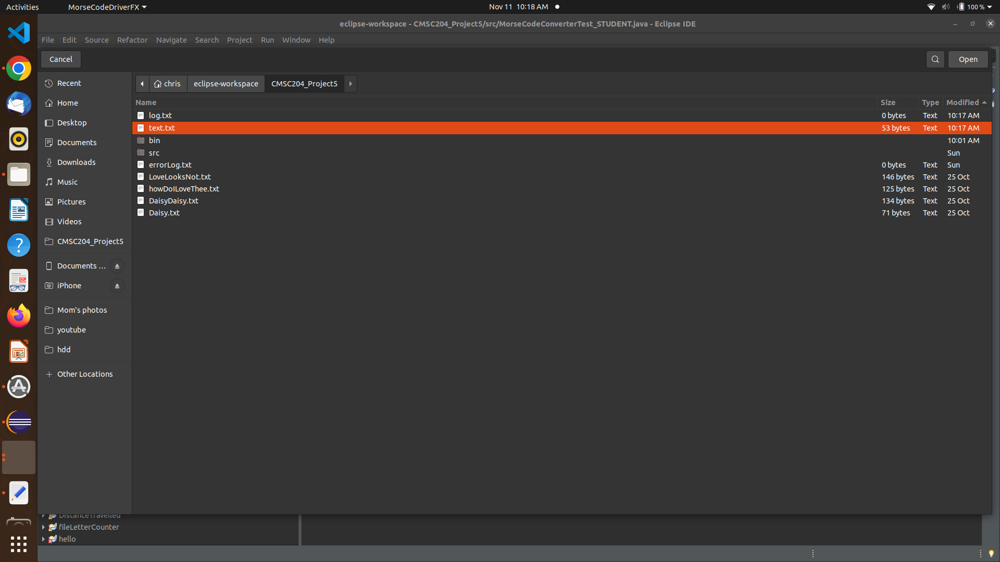 Activities MorseCodeDriverFX Nov 11 10:18 AM 100 %
eclipse-workspace - CMSC204_Project5/src/MorseCodeConverterTest_STUDENT.java - Eclipse IDE
File Edit Source Refactor Navigate Search Project Run Window Help
Cancel Open
Recent
Home
Desktop
Documents
Downloads
Music
Pictures
Videos
CMSC204_Project5
Documents ...
iPhone
Mom's photos
youtube
hdd
Other Locations
chris eclipse-workspace CMSC204_Project5
Name Size Type Modified
log.txt 0 bytes Text 10:17 AM
text.txt 53 bytes Text 10:17 AM
bin 10:01 AM
src Sun
errorLog.txt 0 bytes Text Sun
LoveLooksNot.txt 146 bytes Text 25 Oct
howDoILoveThee.txt 125 bytes Text 25 Oct
DaisyDaisy.txt 134 bytes Text 25 Oct
Daisy.txt 71 bytes Text 25 Oct
DistanceTravelled
fileLetterCounter
hello